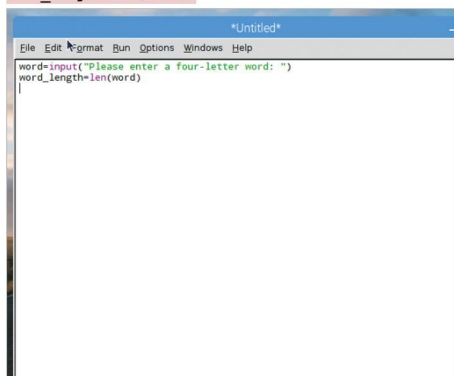 *Untitled*
File Edit Format Run Options Windows Help
word=input("Please enter a four-letter word: ")
word_length=len(word)